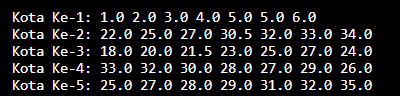 Kota Ke-1: 1.0 2.0 3.0 4.0 5.0 5.0 6.0
Kota Ke-2: 22.0 25.0 27.0 30.5 32.0 33.0 34.0
Kota Ke-3: 18.0 20.0 21.5 23.0 25.0 27.0 24.0
Kota Ke-4: 33.0 32.0 30.0 28.0 27.0 29.0 26.0
Kota Ke-5: 25.0 27.0 28.0 29.0 31.0 32.0 35.0